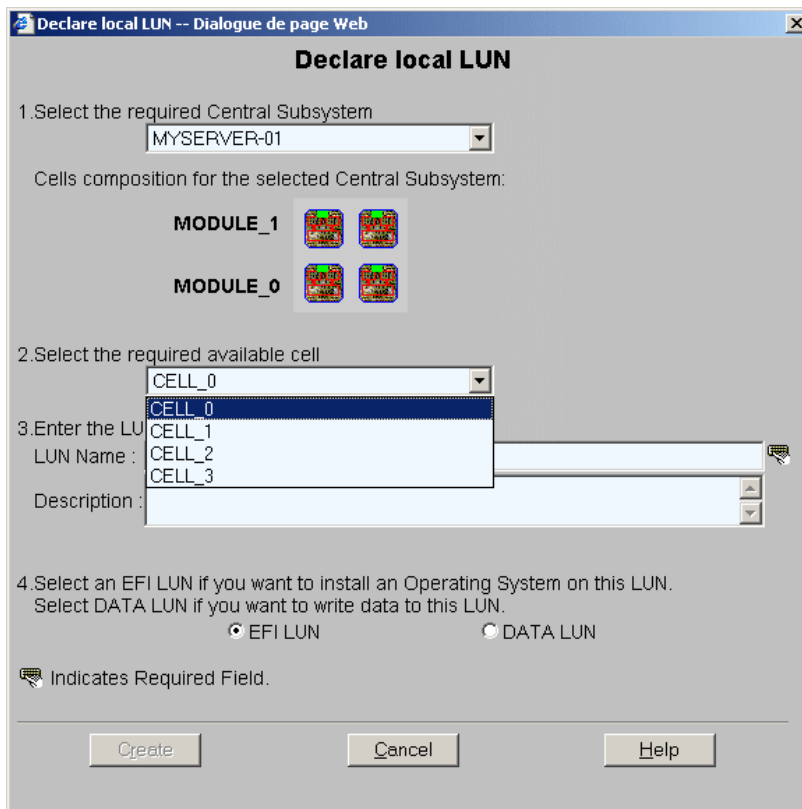 Declare local LUN -- Dialogue de page Web
Declare local LUN
1.Select the required Central Subsystem
MYSERVER-01
Cells composition for the selected Central Subsystem:
MODULE_1
MODULE_0
2.Select the required available cell
CELL_0
CELL_0
CELL_1
CELL_2
CELL_3
3.Enter the LU
LUN Name :
Description :
4.Select an EFI LUN if you want to install an Operating System on this LUN.
Select DATA LUN if you want to write data to this LUN.
EFI LUN DATA LUN
Indicates Required Field.
Create Cancel Help